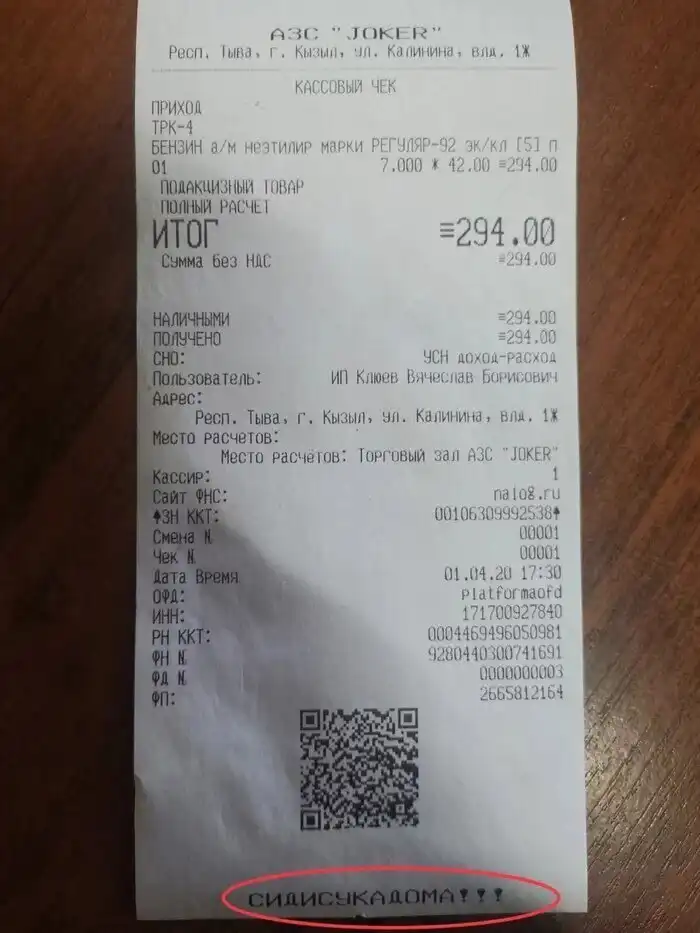 АЗС "JOKER"
Респ. Тыва, г. Кызыл, ул. Калинина, влд. 1Ж
КАССОВЫЙ ЧЕК
ПРИХОД
ТРК-4
БЕНЗИН а/м неэтилир марки РЕГУЛЯР-92 эк/кл [5] п
01 7.000 * 42.00 =294.00
ПОДАКЦИЗНЫЙ ТОВАР
ПОЛНЫЙ РАСЧЕТ
ИТОГ ≡294.00
Сумма без НДС ≡294.00
НАЛИЧНЫМИ ≡294.00
ПОЛУЧЕНО ≡294.00
СНО: УСН доход-расход
Пользователь: ИП Клюев Вячеслав Борисович
Адрес:
Респ. Тыва, г. Кызыл, ул. Калинина, влд. 1Ж
Место расчетов:
Место расчётов: Торговый зал АЗС "JOKER"
Кассир: 1
Сайт ФНС: nalog.ru
ЗН ККТ: 00106309992538
Смена № 00001
Чек № 00001
Дата Время 01.04.20 17:30
ОФД: Platformaofd
ИНН: 171700927840
РН ККТ: 0004469496050981
ФН № 9280440300741691
ФД № 0000000003
ФП: 2665812164
СИДИСУКАДОМА!!!